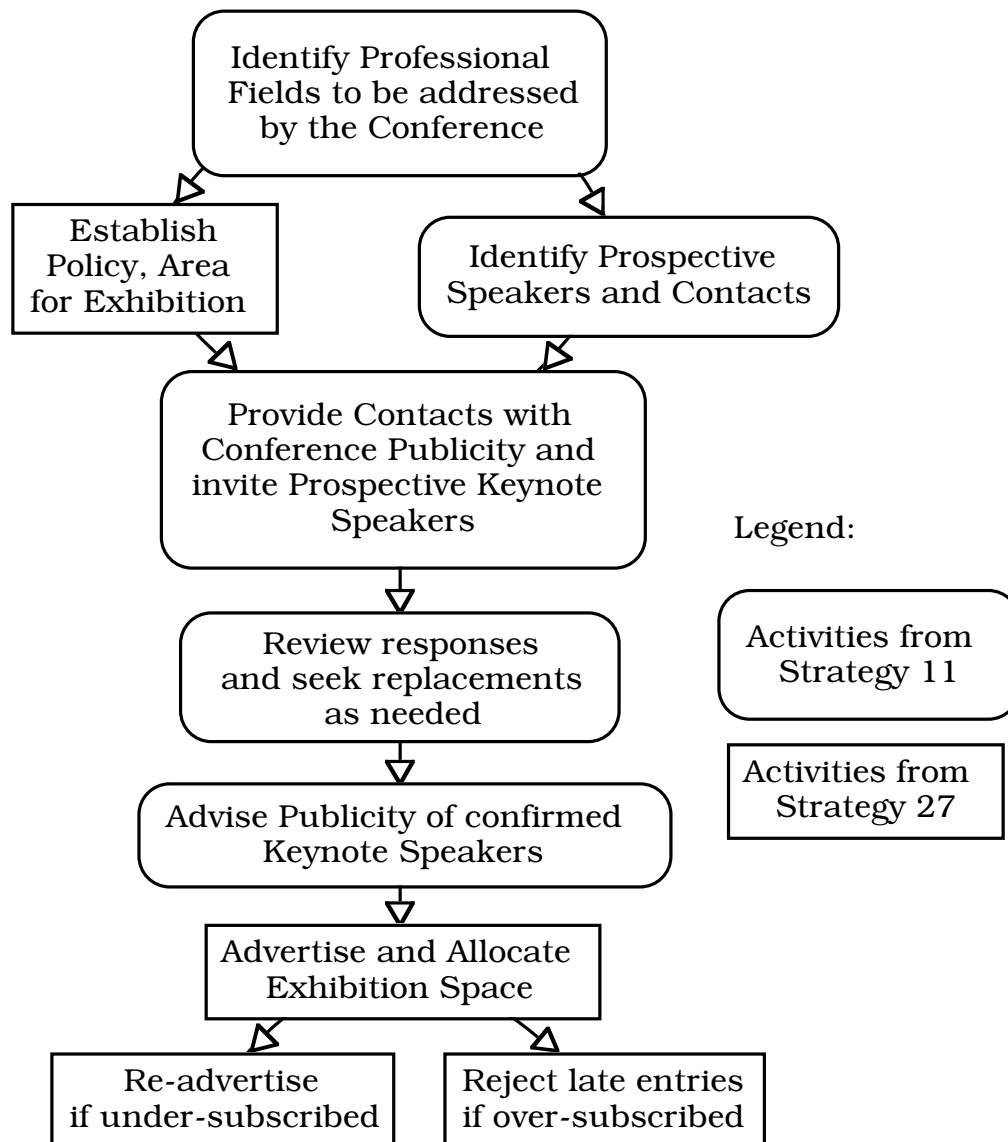 Identify Professional
Fields to be addressed
by the Conference
Establish
Policy, Area
for Exhibition
Identify Prospective
Speakers and Contacts
Provide Contacts with
Conference Publicity and
invite Prospective Keynote
Speakers
Legend:
Review responses
and seek replacements
as needed
Activities from
Strategy 11
Activities from
Strategy 27
Advise Publicity of confirmed
Keynote Speakers
Advertise and Allocate
Exhibition Space
Re-advertise
if under-subscribed
Reject late entries
if over-subscribed